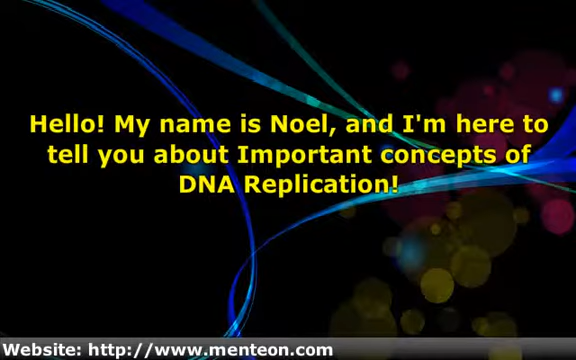 Hello! My name is Noel, and I'm here to
tell you about Important concepts of
DNA Replication!
Website: http://www.menteon.com